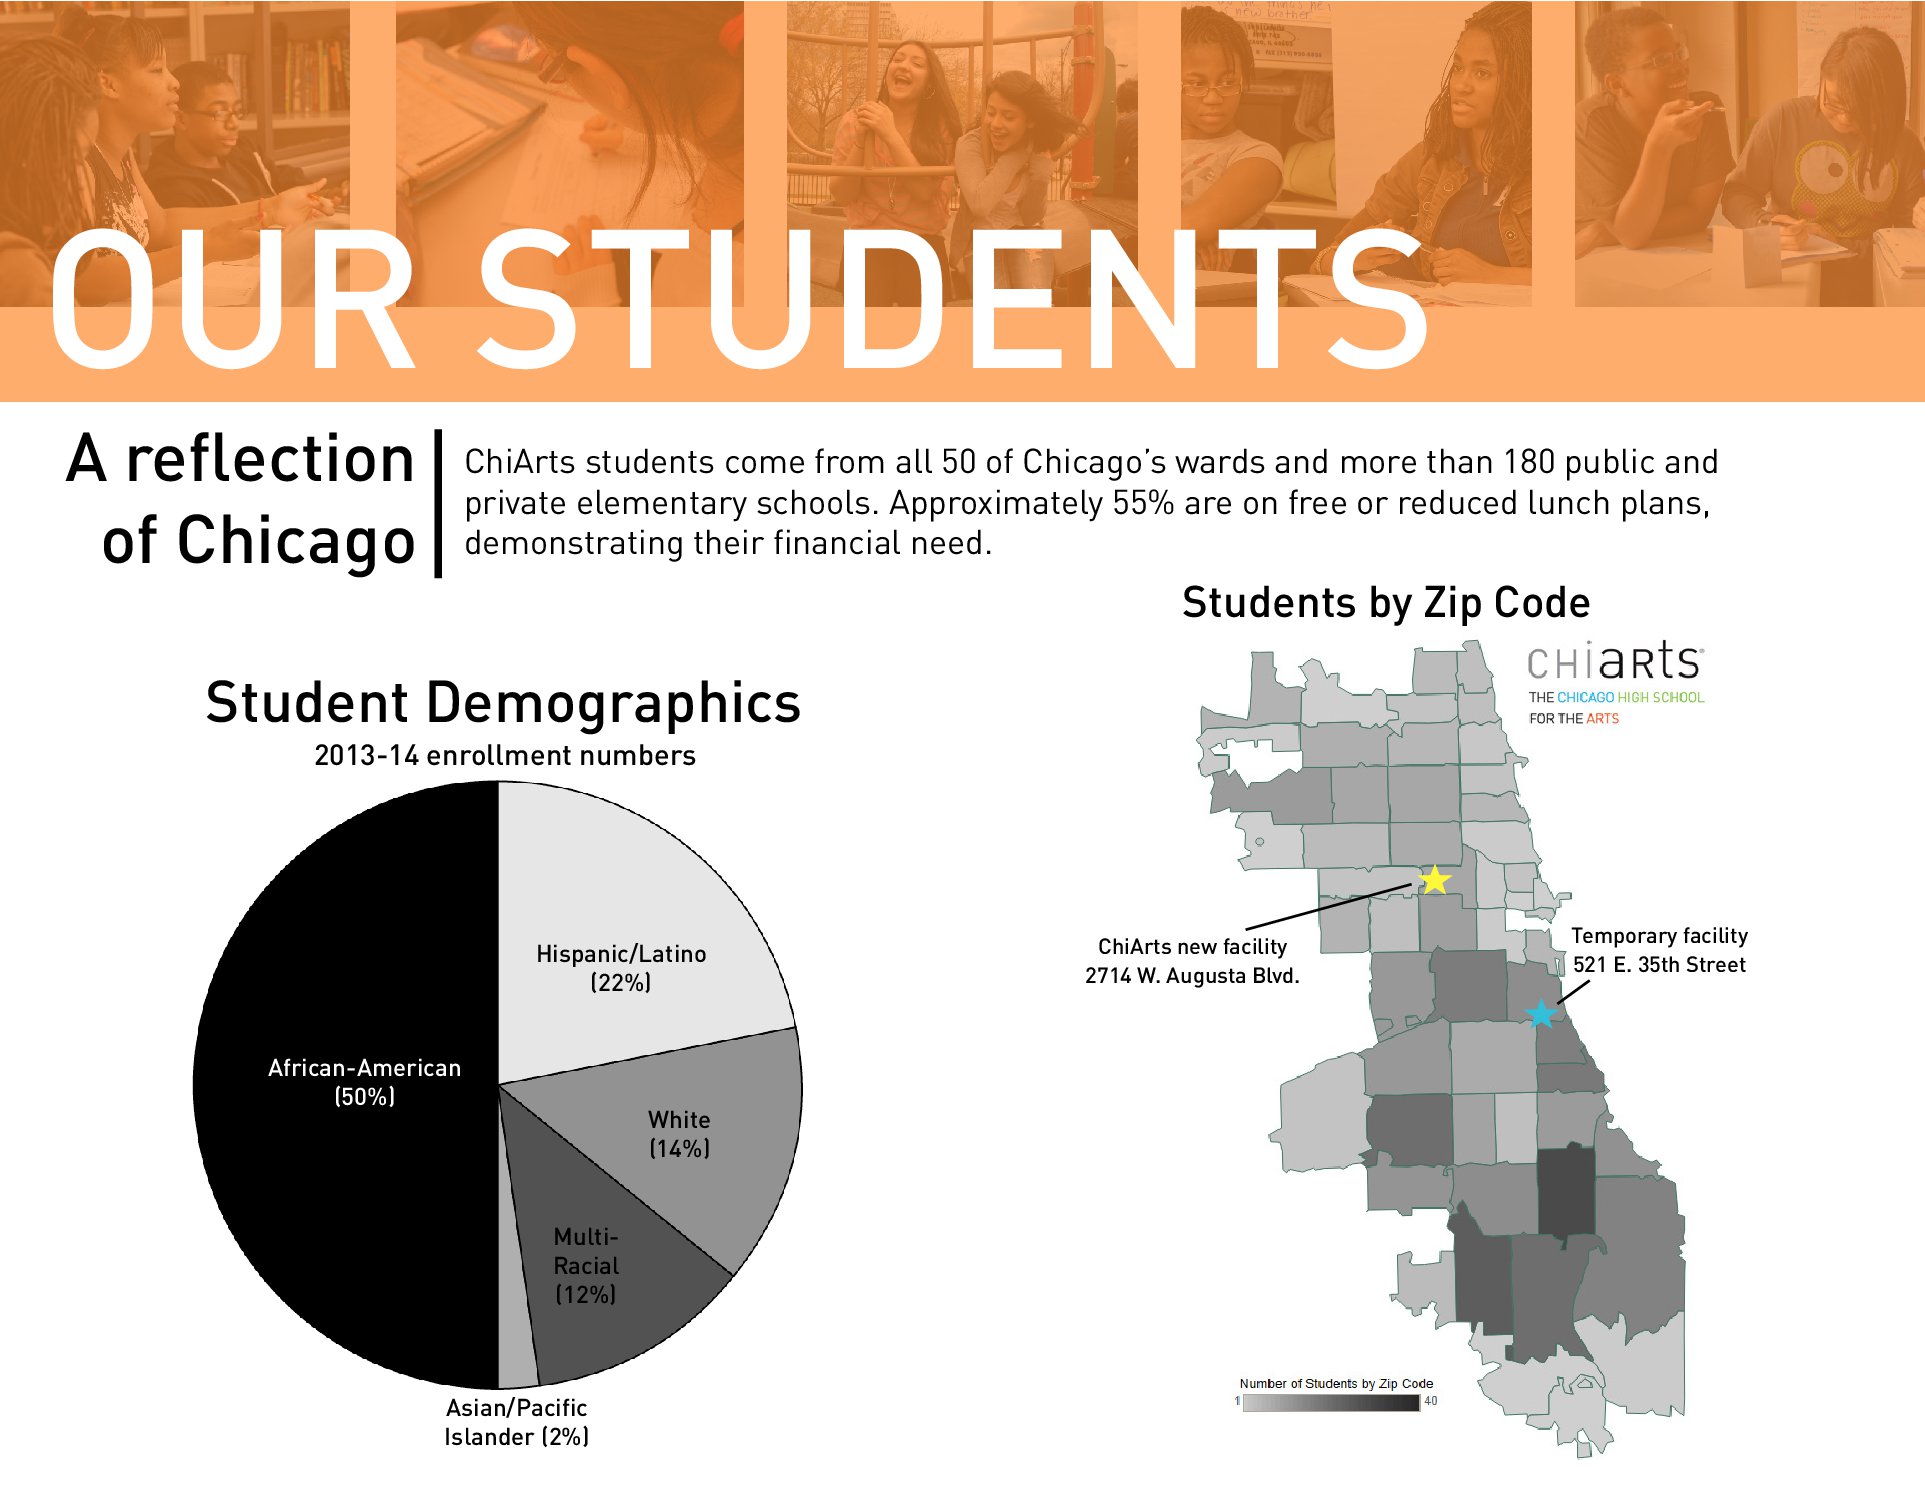 new brother
OUR STUDENTS
A reflection
of Chicago
ChiArts students come from all 50 of Chicago's wards and more than 180 public and
private elementary schools. Approximately 55% are on free or reduced lunch plans,
demonstrating their financial need.
Student Demographics
2013-14 enrollment numbers
Hispanic/Latino
(22%)
African-American
(50%)
White
(14%)
Multi-
Racial
(12%)
Asian/Pacific
Islander (2%)
Students by Zip Code
CHiARTS®
THE CHICAGO HIGH SCHOOL
FOR THE ARTS
ChiArts new facility
2714 W. Augusta Blvd.
Temporary facility
521 E. 35th Street
Number of Students by Zip Code
1 40